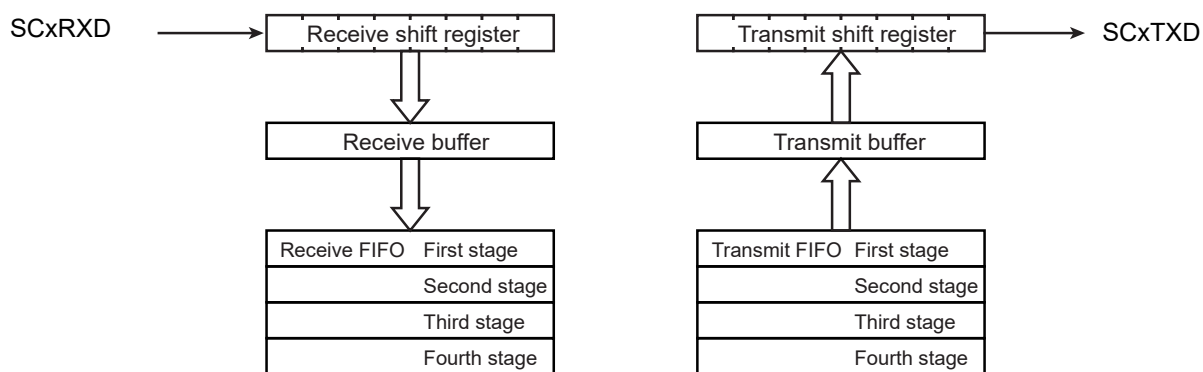 SCxRXD
Receive shift register
Receive buffer
Receive FIFO First stage
Second stage
Third stage
Fourth stage
Transmit shift register
SCxTXD
Transmit buffer
Transmit FIFO First stage
Second stage
Third stage
Fourth stage